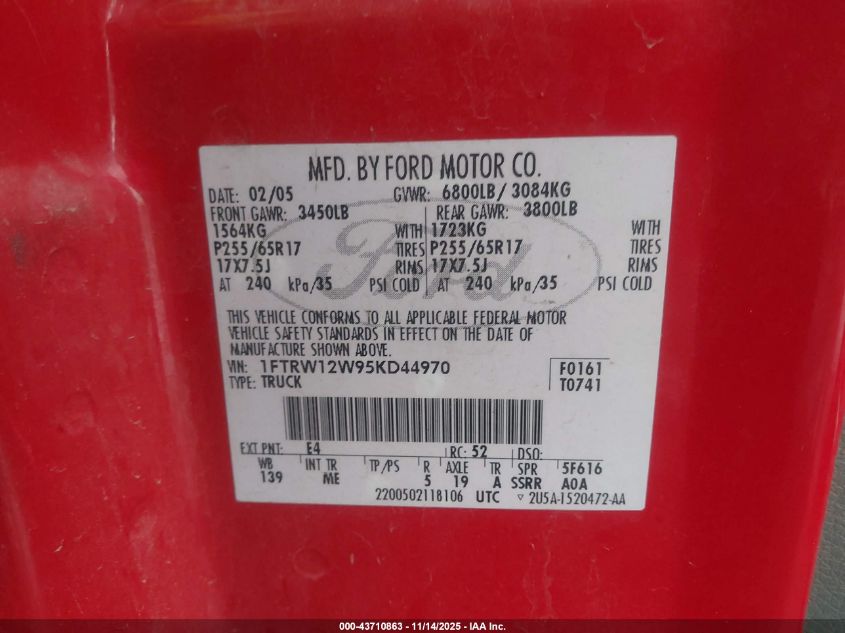 MFD. BY FORD MOTOR CO.
DATE: 02/05 GVWR: 6800LB/ 3084KG
FRONT GAWR: 3450LB REAR GAWR: 3800LB
1564KG WITH 1723KG WITH
P255/65R17 TIRES P255/65R17 TIRES
17X7.5J RIMS 17X7.5J RIMS
AT 240 kPa/35 PSI COLD AT 240 kPa/35 PSI COLD
Ford
THIS VEHICLE CONFORMS TO ALL APPLICABLE FEDERAL MOTOR
VEHICLE SAFETY STANDARDS IN EFFECT ON THE DATE OF
MANUFACTURE SHOWN ABOVE.
VIN: 1FTRW12W95KD44970 F0161
TYPE: TRUCK T0741
EXT PNT: E4 RC: 52 DSO:
WB INT TR TP/PS R AXLE TR SPR 5F616
139 ME 5 19 A SSRR A0A
2200502118106 UTC ▽ 2U5A-1520472-AA
000-43710863 - 11/14/2025 - IAA Inc.